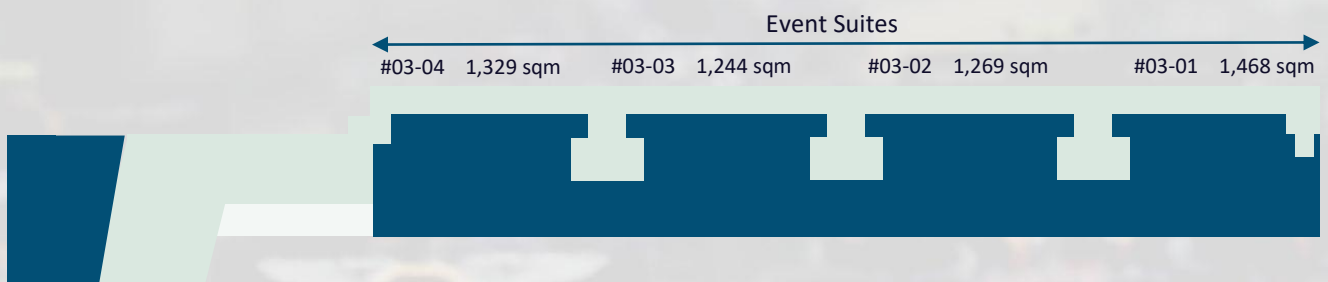 Event Suites
#03-04 1,329 sqm #03-03 1,244 sqm #03-02 1,269 sqm #03-01 1,468 sqm